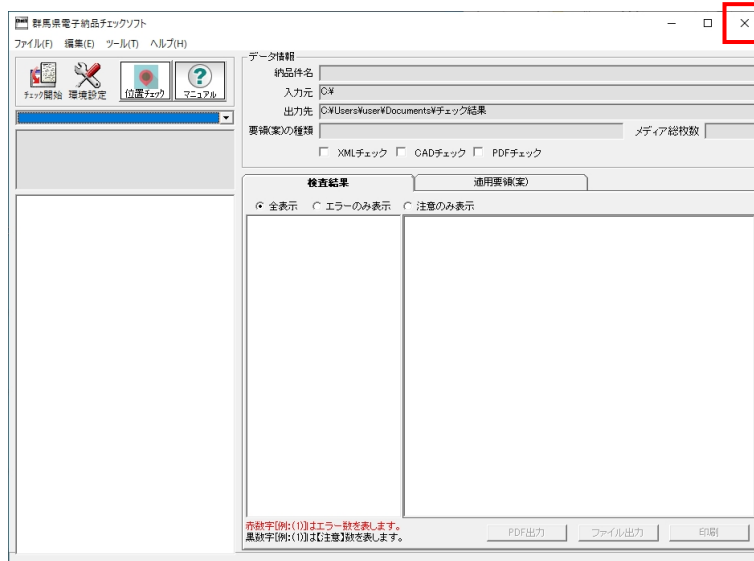 群馬県電子納品チェックソフト
ファイル(F) 編集(E) ツール(T) ヘルプ(H)
チェック開始 環境設定 位置チェック マニュアル
データ情報
納品件名
入力元 C:¥
出力先 C:¥Users¥user¥Documents¥チェック結果
要領(案)の種類 メディア総枚数
XMLチェック CADチェック PDFチェック
検査結果 適用要領(案)
全表示 エラーのみ表示 注意のみ表示
赤数字[例:(1)]はエラー数を表します。
黒数字[例:(1)]は【注意】数を表します。
PDF出力 ファイル出力 印刷